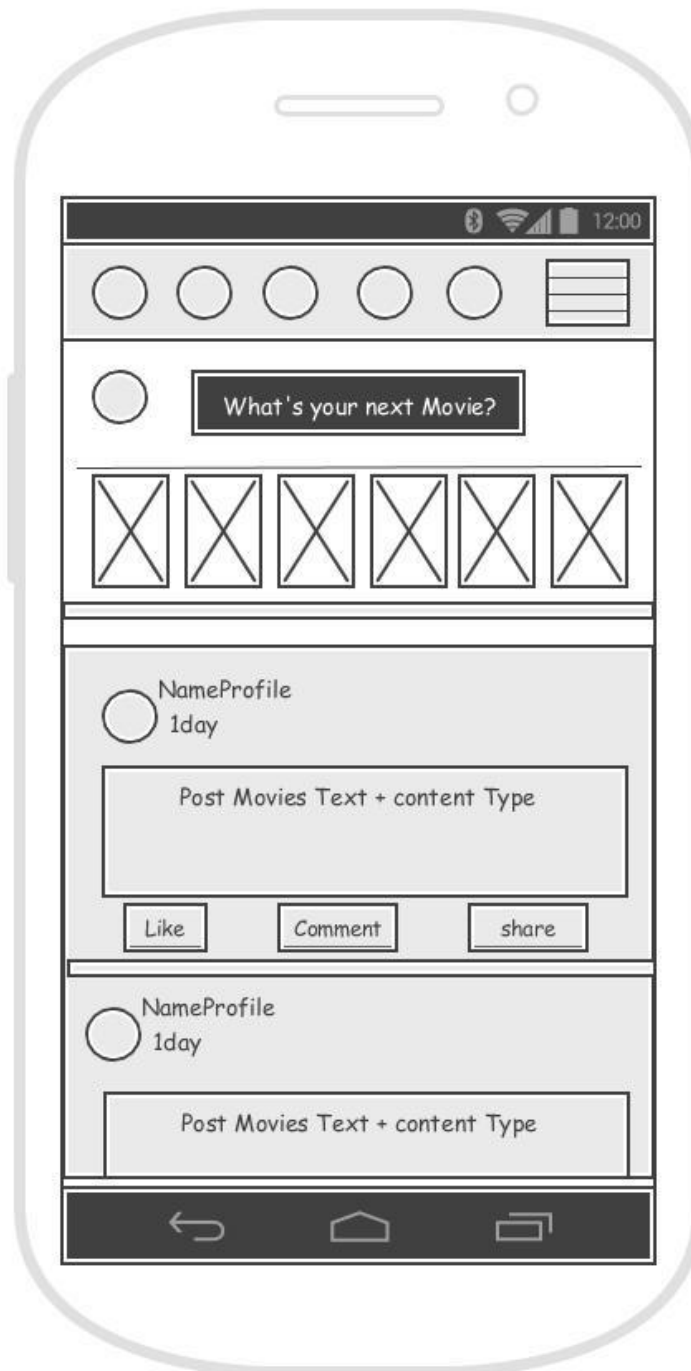 12:00
What's your next Movie?
NameProfile
1day
Post Movies Text + content Type
Like Comment share
NameProfile
1day
Post Movies Text + content Type